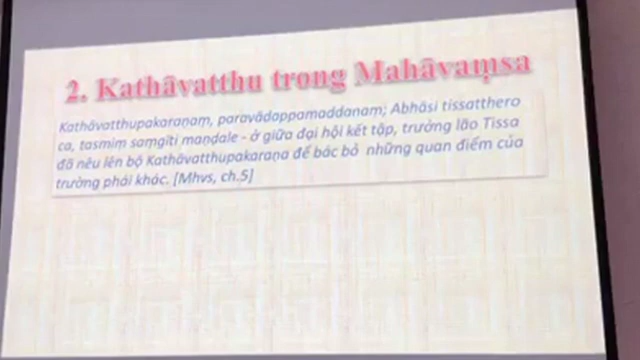 2. Kathāvatthu trong Mahāvaṃsa
Kathāvatthupakaraṇaṃ, paravādappamaddanaṃ; Abhāsi tissatthero
ca, tasmiṃ saṃgīti maṇḍale - ở giữa đại hội kết tập, trưởng lão Tissa
đã nêu lên bộ Kathāvatthupakaraṇa để bác bỏ những quan điểm của
trường phái khác. [Mhvs, ch.5]